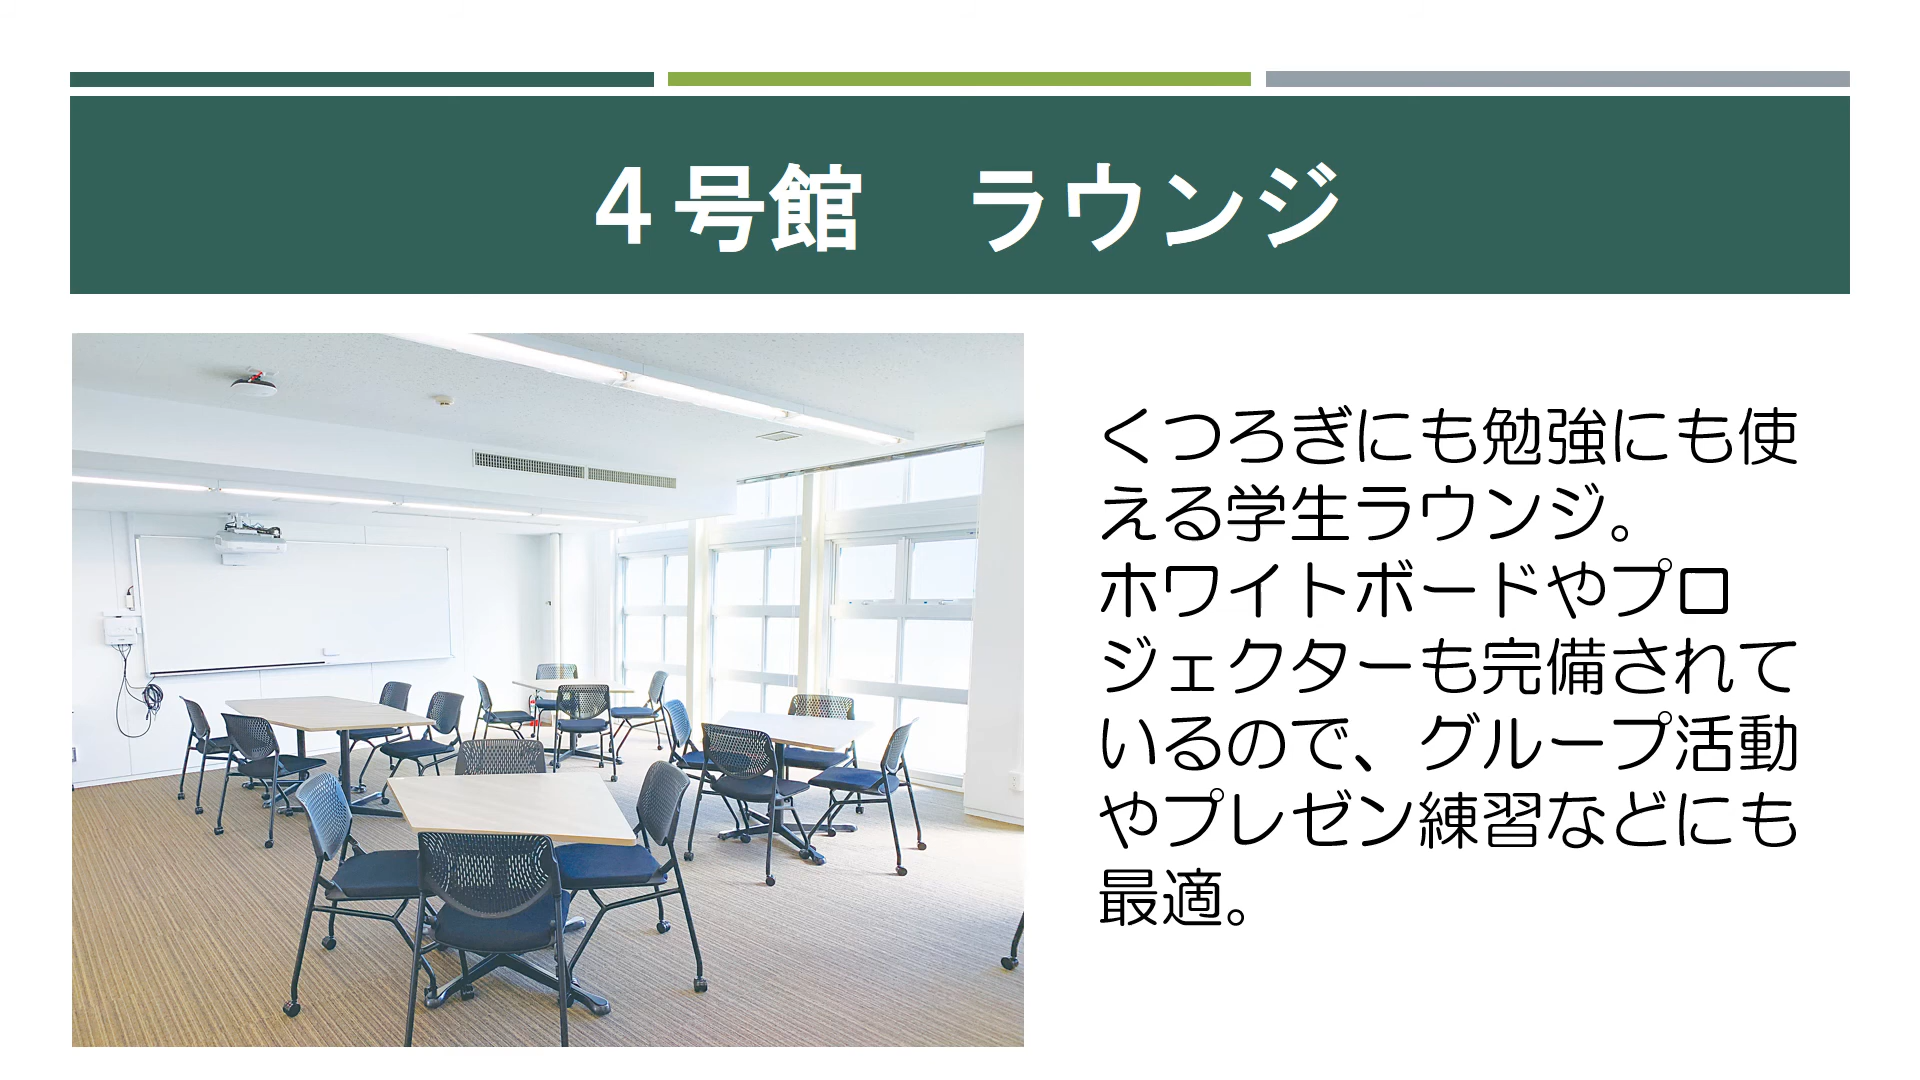 ４号館　ラウンジ
くつろぎにも勉強にも使
える学生ラウンジ。
ホワイトボードやプロ
ジェクターも完備されて
いるので、グループ活動
やプレゼン練習などにも
最適。